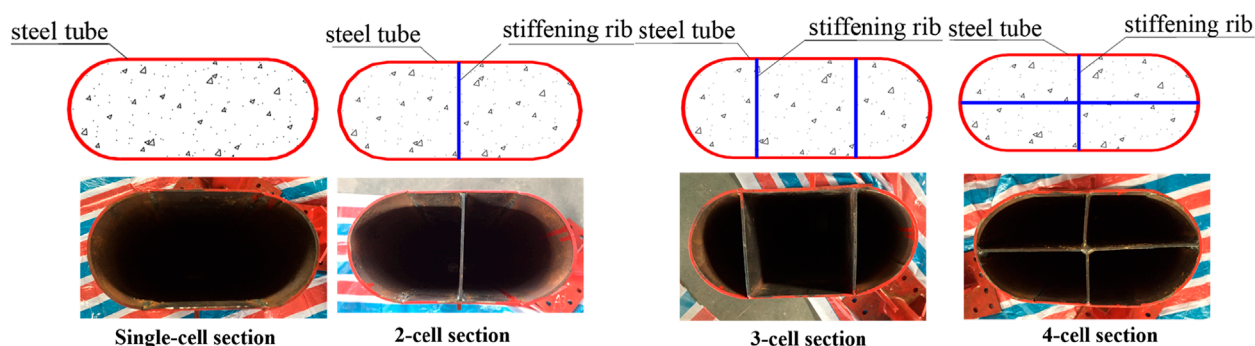 steel tube
steel tube
stiffening rib
steel tube
stiffening rib
steel tube
stiffening rib
Single-cell section
2-cell section
3-cell section
4-cell section